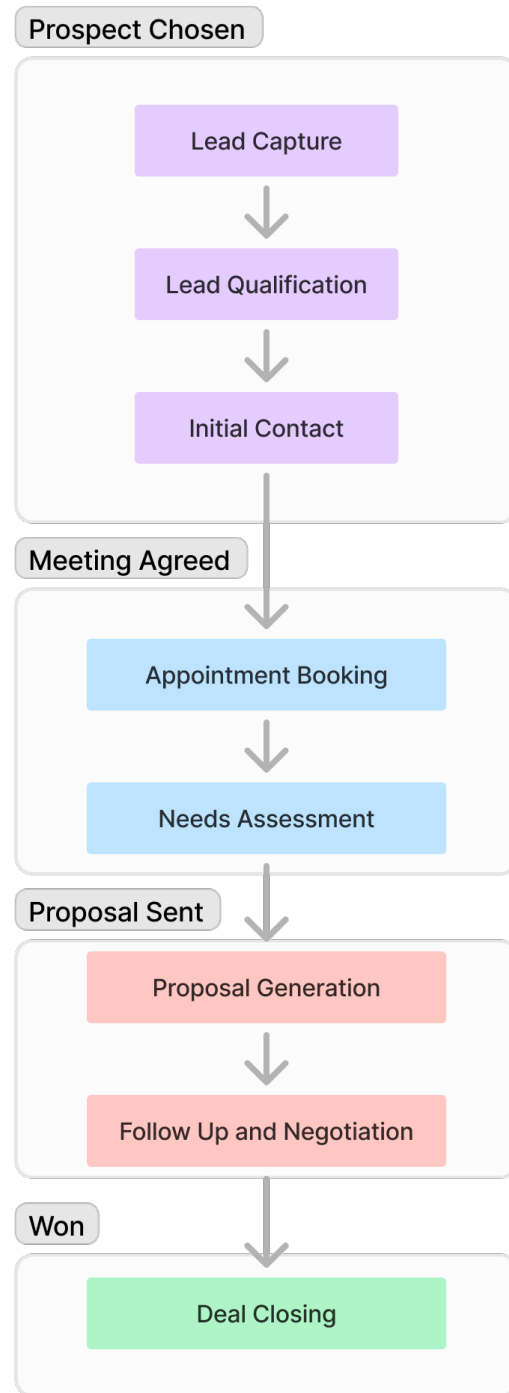 Prospect Chosen
Lead Capture
Lead Qualification
Initial Contact
Meeting Agreed
Appointment Booking
Needs Assessment
Proposal Sent
Proposal Generation
Follow Up and Negotiation
Won
Deal Closing